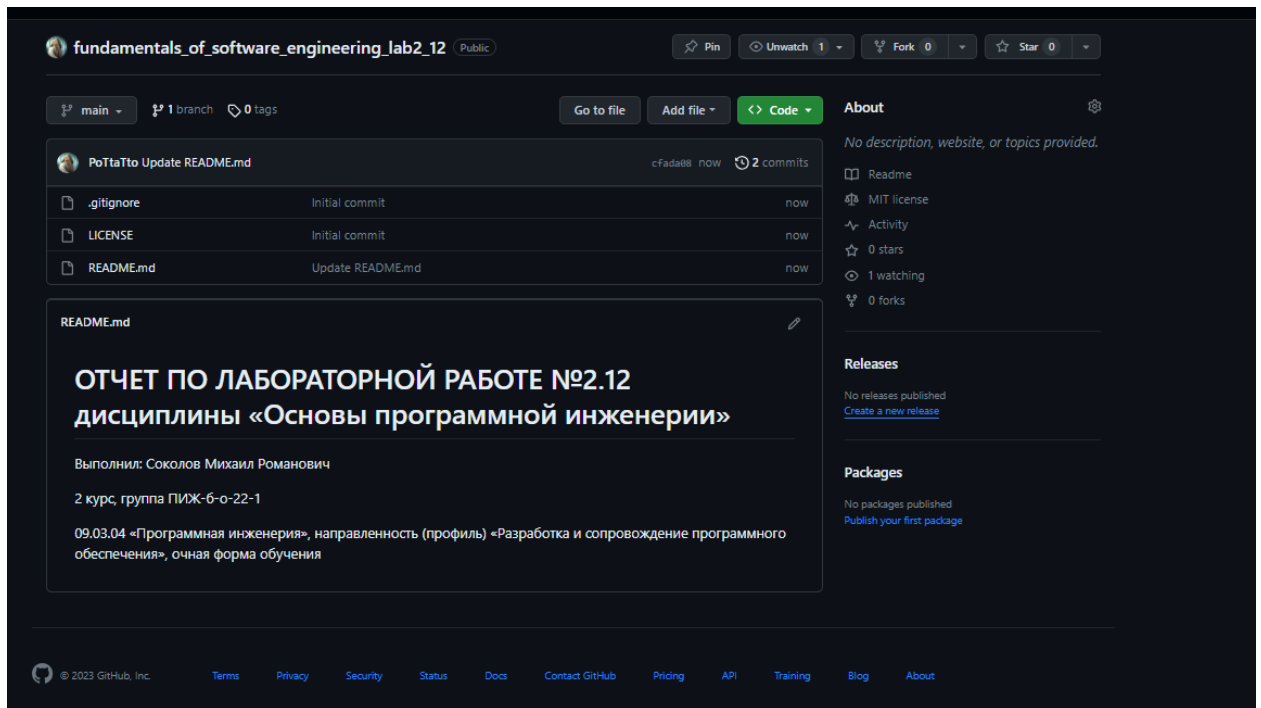 fundamentals_of_software_engineering_lab2_12 Public
Pin
Unwatch 1
Fork 0
Star 0
main
1 branch
0 tags
Go to file
Add file
Code
PoTtaTto Update README.md
cfada08 now
2 commits
.gitignore Initial commit now
LICENSE Initial commit now
README.md Update README.md now
README.md
ОТЧЕТ ПО ЛАБОРАТОРНОЙ РАБОТЕ №2.12
дисциплины «Основы программной инженерии»
Выполнил: Соколов Михаил Романович
2 курс, группа ПИЖ-б-о-22-1
09.03.04 «Программная инженерия», направленность (профиль) «Разработка и сопровождение программного
обеспечения», очная форма обучения
About
No description, website, or topics provided.
Readme
MIT license
Activity
0 stars
1 watching
0 forks
Releases
No releases published
Create a new release
Packages
No packages published
Publish your first package
© 2023 GitHub, Inc.
Terms
Privacy
Security
Status
Docs
Contact GitHub
Pricing
API
Training
Blog
About